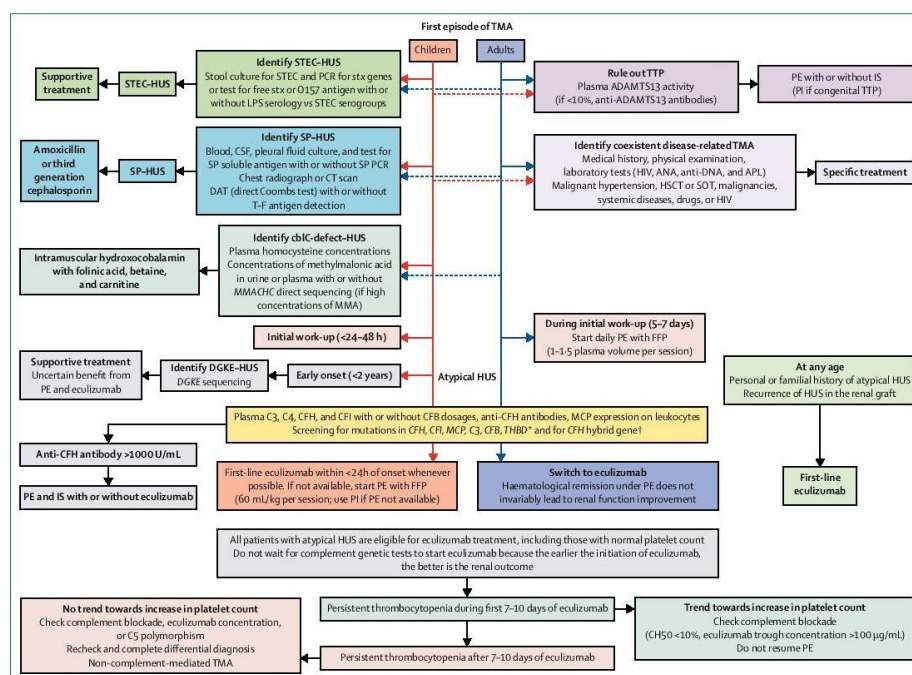 First episode of TMA
Children
Adults
Identify STEC–HUS
Stool culture for STEC and PCR for stx genes
or test for free stx or O157 antigen with or
without LPS serology vs STEC serogroups
STEC–HUS
Supportive
treatment
Rule out TTP
Plasma ADAMTS13 activity
(if <10%, anti-ADAMTS13 antibodies)
PE with or without IS
(PI if congenital TTP)
Identify SP–HUS
Blood, CSF, pleural fluid culture, and test for
SP soluble antigen with or without SP PCR
Chest radiograph or CT scan
DAT (direct Coombs test) with or without
T–F antigen detection
SP–HUS
Amoxicillin
or third
generation
cephalosporin
Identify coexistent disease-related TMA
Medical history, physical examination,
laboratory tests (HIV, ANA, anti-DNA, and APL)
Malignant hypertension, HSCT or SOT, malignancies,
systemic diseases, drugs, or HIV
Specific treatment
Identify cblC-defect–HUS
Plasma homocysteine concentrations
Concentrations of methylmalonic acid
in urine or plasma with or without
MMACHC direct sequencing (if high
concentrations of MMA)
Intramuscular hydroxocobalamin
with folinic acid, betaine,
and carnitine
Initial work-up (<24–48 h)
During initial work-up (5–7 days)
Start daily PE with FFP
(1–1·5 plasma volume per session)
Supportive treatment
Uncertain benefit from
PE and eculizumab
Identify DGKE–HUS
DGKE sequencing
Early onset (<2 years)
Atypical HUS
At any age
Personal or familial history of atypical HUS
Recurrence of HUS in the renal graft
Plasma C3, C4, CFH, and CFI with or without CFB dosages, anti-CFH antibodies, MCP expression on leukocytes
Screening for mutations in CFH, CFI, MCP, C3, CFB, THBD* and for CFH hybrid gene†
Anti-CFH antibody >1000 U/mL
PE and IS with or without eculizumab
First-line eculizumab within <24h of onset whenever
possible. If not available, start PE with FFP
(60 mL/kg per session; use PI if PE not available)
Switch to eculizumab
Haematological remission under PE does not
invariably lead to renal function improvement
First-line
eculizumab
All patients with atypical HUS are eligible for eculizumab treatment, including those with normal platelet count
Do not wait for complement genetic tests to start eculizumab because the earlier the initiation of eculizumab,
the better is the renal outcome
No trend towards increase in platelet count
Check complement blockade, eculizumab concentration,
or C5 polymorphism
Recheck and complete differential diagnosis
Non-complement-mediated TMA
Persistent thrombocytopenia during first 7–10 days of eculizumab
Persistent thrombocytopenia after 7–10 days of eculizumab
Trend towards increase in platelet count
Check complement blockade
(CH50 <10%, eculizumab trough concentration >100 μg/mL)
Do not resume PE